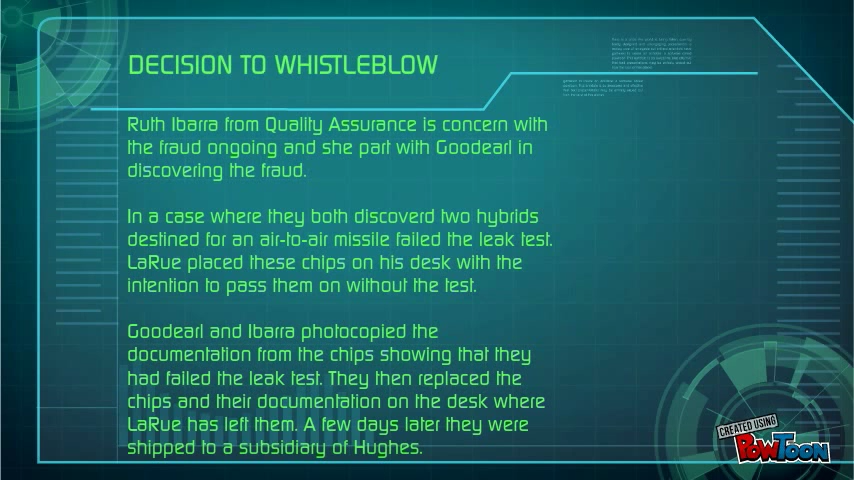 DECISION TO WHISTLEBLOW
Ruth Ibarra from Quality Assurance is concern with
the fraud ongoing and she part with Goodearl in
discovering the fraud.
In a case where they both discoverd two hybrids
destined for an air-to-air missile failed the leak test.
LaRue placed these chips on his desk with the
intention to pass them on without the test.
Goodearl and Ibarra photocopied the
documentation from the chips showing that they
had failed the leak test. They then replaced the
chips and their documentation on the desk where
LaRue has left them. A few days later they were
shipped to a subsidiary of Hughes.
CREATED USING
POWTOON